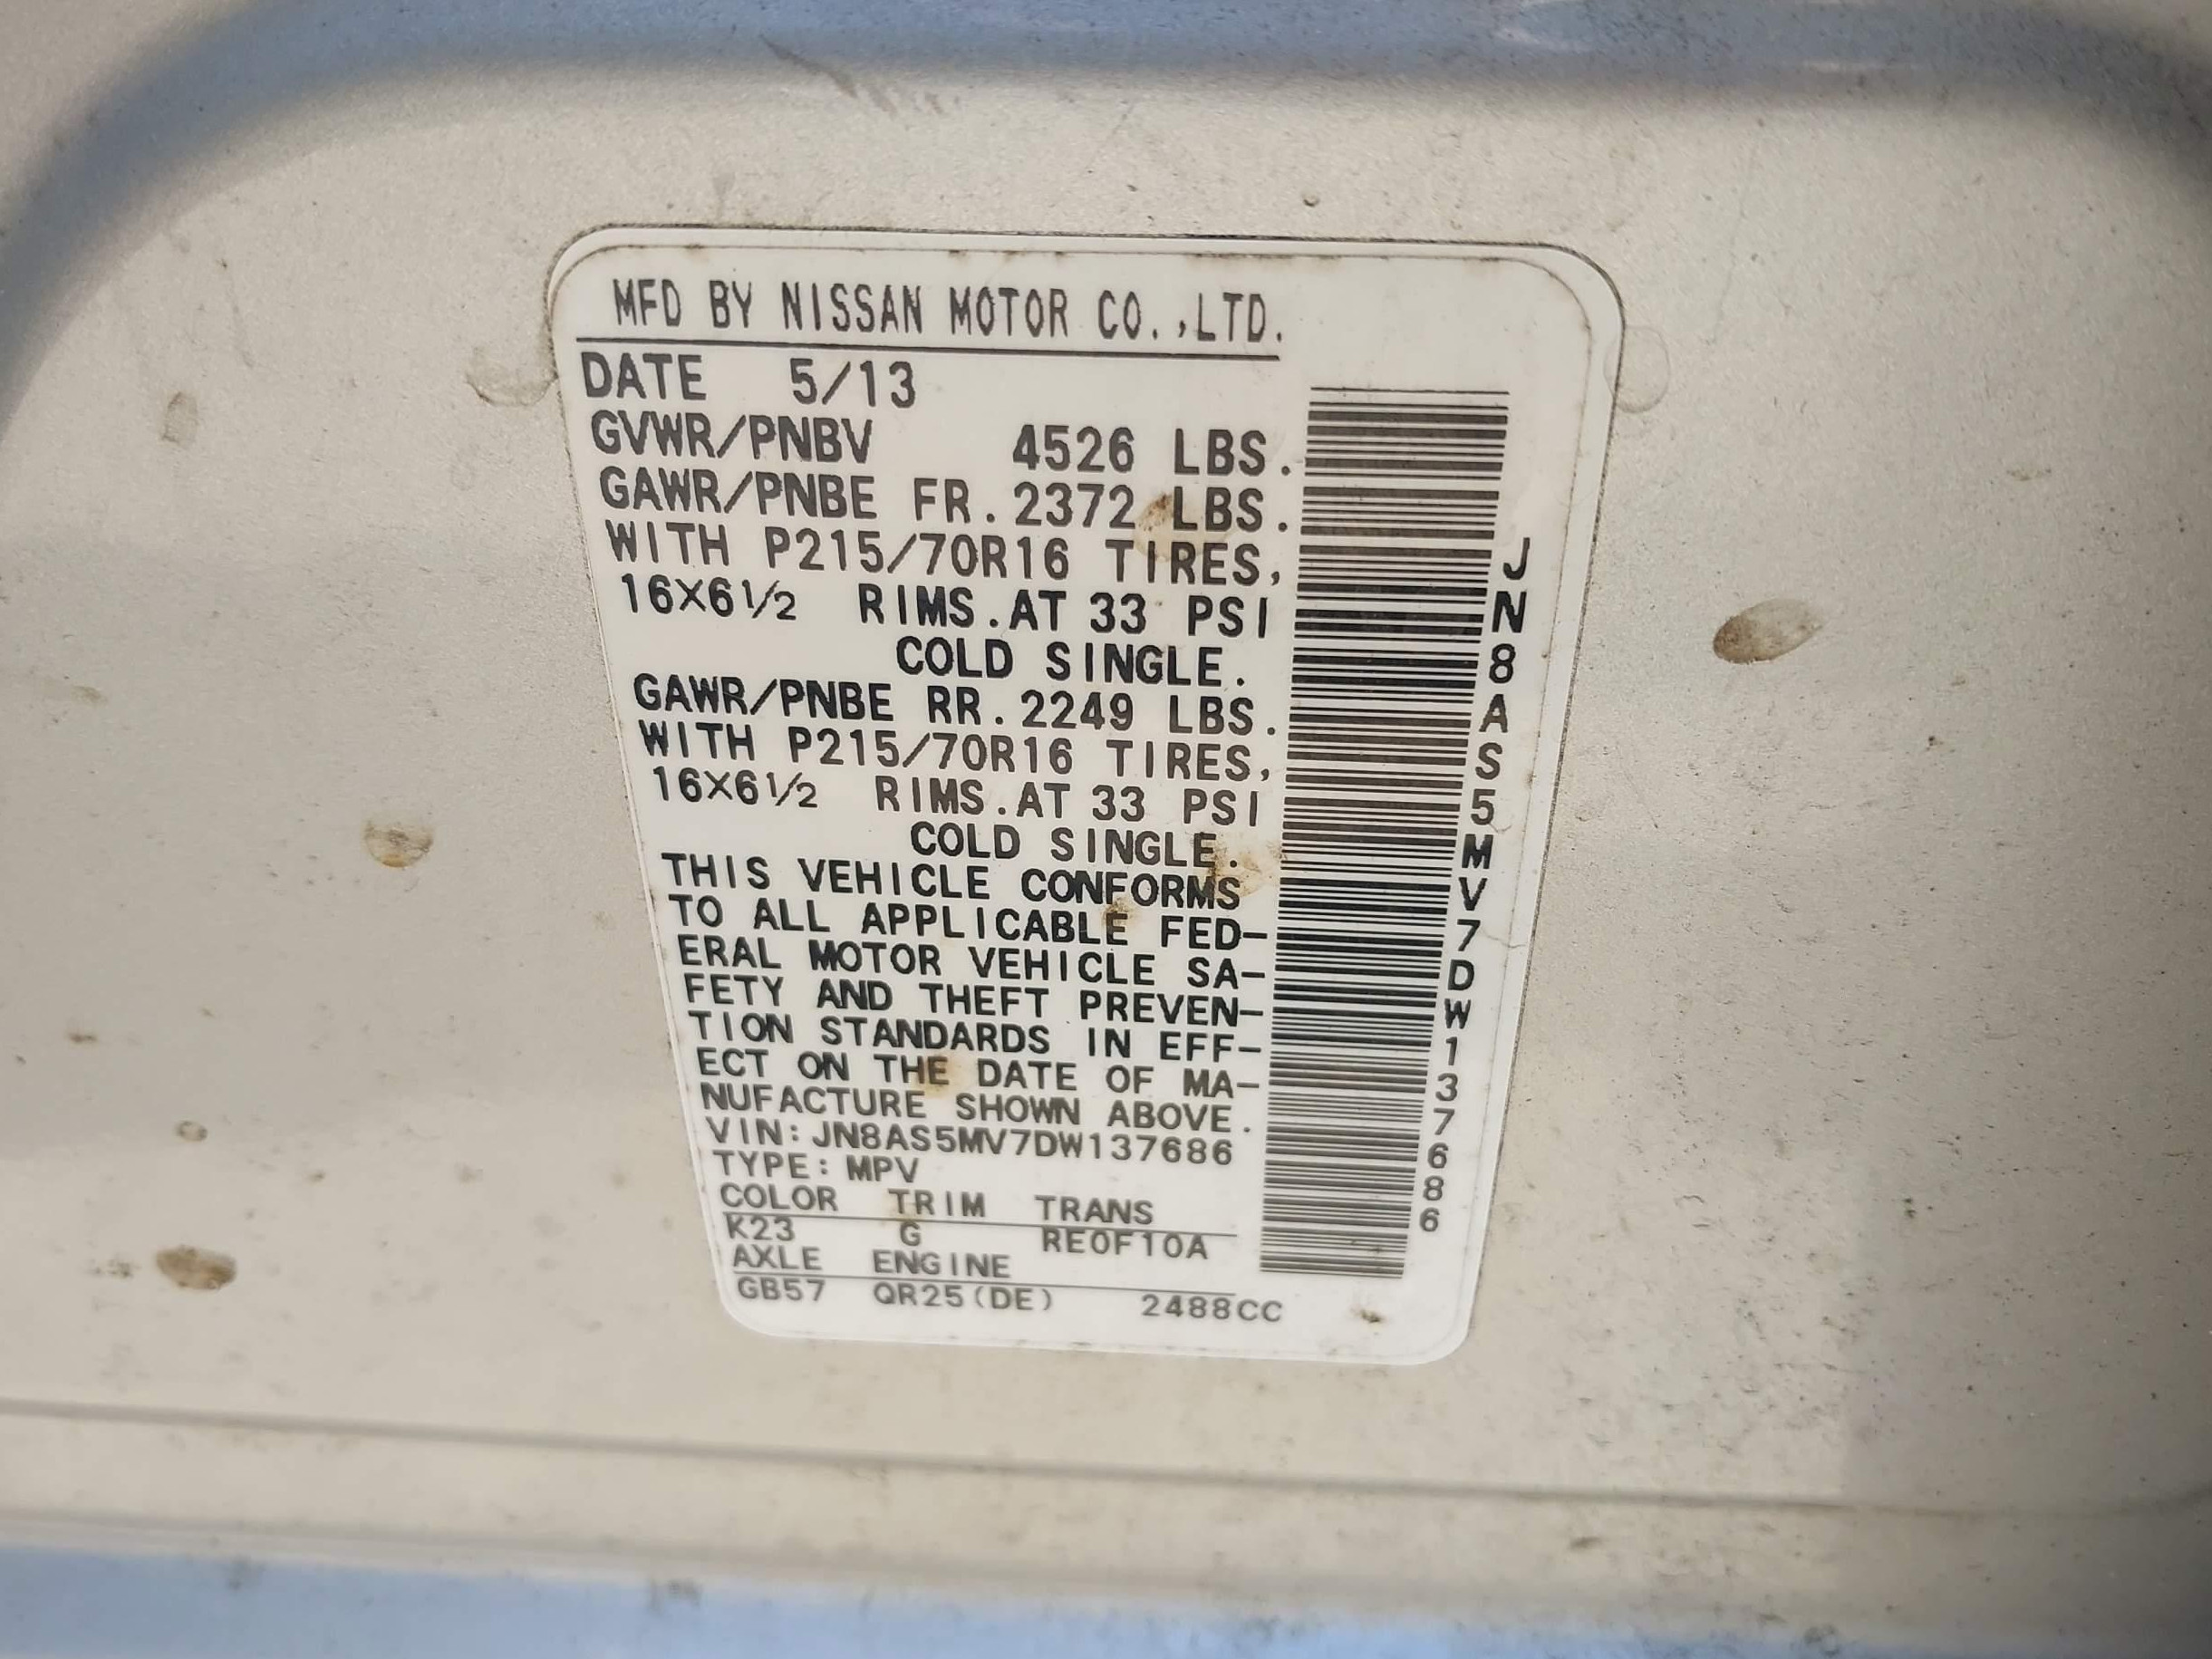 MFD BY NISSAN MOTOR CO.,LTD.
DATE 5/13
GVWR/PNBV 4526 LBS.
GAWR/PNBE FR.2372 LBS.
WITH P215/70R16 TIRES,
16X6 1/2 RIMS.AT 33 PSI
COLD SINGLE.
GAWR/PNBE RR.2249 LBS.
WITH P215/70R16 TIRES,
16X6 1/2 RIMS.AT 33 PSI
COLD SINGLE.
THIS VEHICLE CONFORMS
TO ALL APPLICABLE FED-
ERAL MOTOR VEHICLE SA-
FETY AND THEFT PREVEN-
TION STANDARDS IN EFF-
ECT ON THE DATE OF MA-
NUFACTURE SHOWN ABOVE.
VIN:JN8AS5MV7DW137686
TYPE:MPV
COLOR TRIM TRANS
K23 G RE0F10A
AXLE ENGINE
GB57 QR25(DE) 2488CC
JN8AS5MV7DW137686